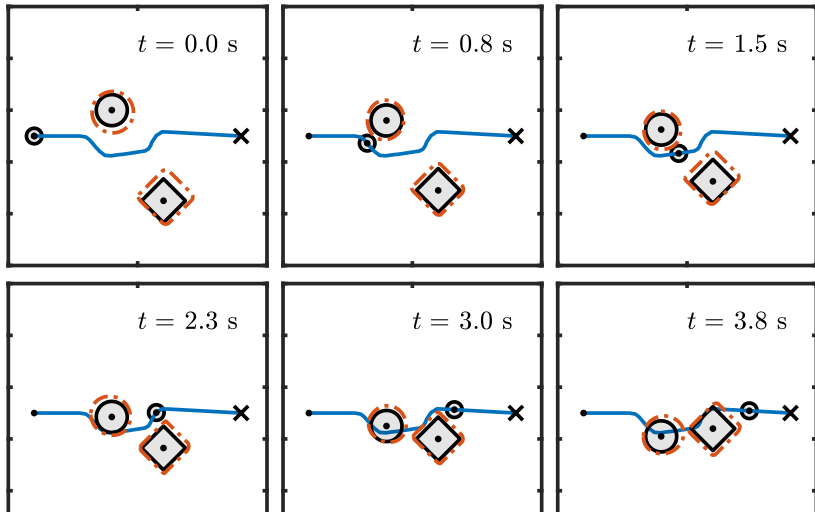 t = 0.0 s
t = 0.8 s
t = 1.5 s
t = 2.3 s
t = 3.0 s
t = 3.8 s